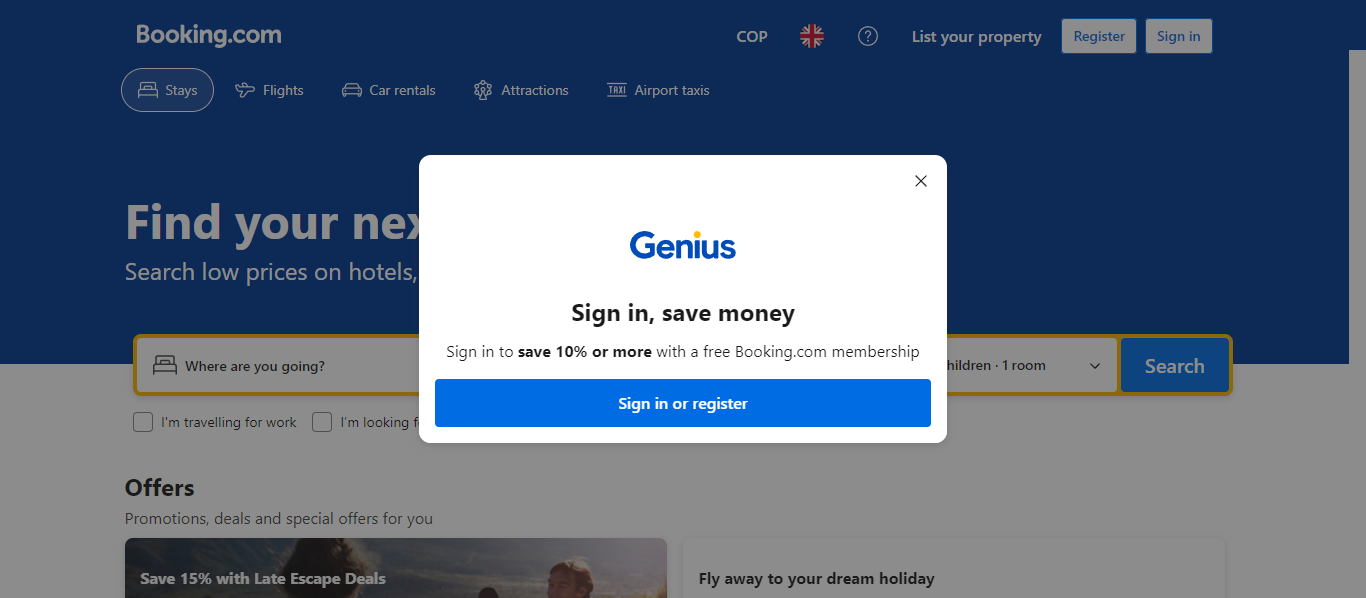 Booking.com
COP
List your property
Register
Sign in
Stays
Flights
Car rentals
Attractions
TAXI
Airport taxis
Find your nex
Search low prices on hotels,
Genius
Sign in, save money
Sign in to save 10% or more with a free Booking.com membership
Sign in or register
Where are you going?
hildren · 1 room
Search
I'm travelling for work
I'm looking f
Offers
Promotions, deals and special offers for you
Save 15% with Late Escape Deals
Fly away to your dream holiday